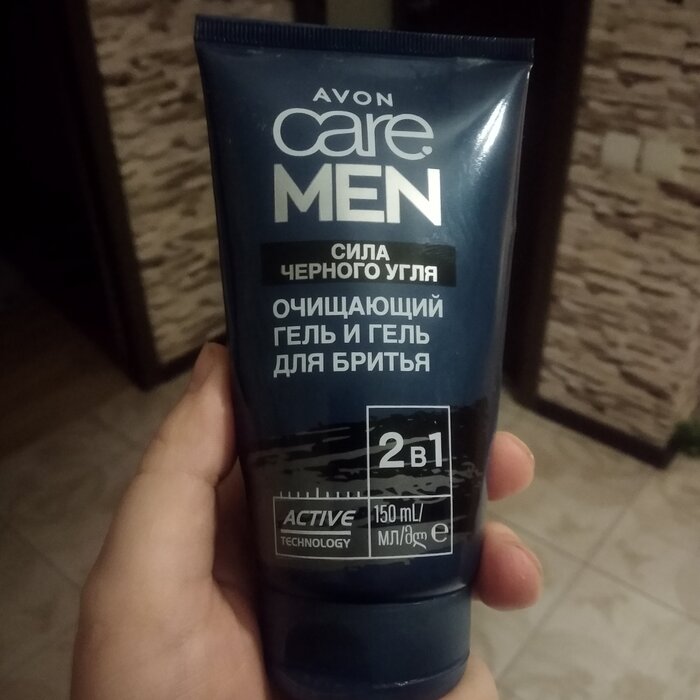 AVON
care.
MEN
СИЛА
ЧЕРНОГО УГЛЯ
ОЧИЩАЮЩИЙ
ГЕЛЬ И ГЕЛЬ
ДЛЯ БРИТЬЯ
2 в 1
ACTIVE
TECHNOLOGY
150 mL/
МЛ/მლ e